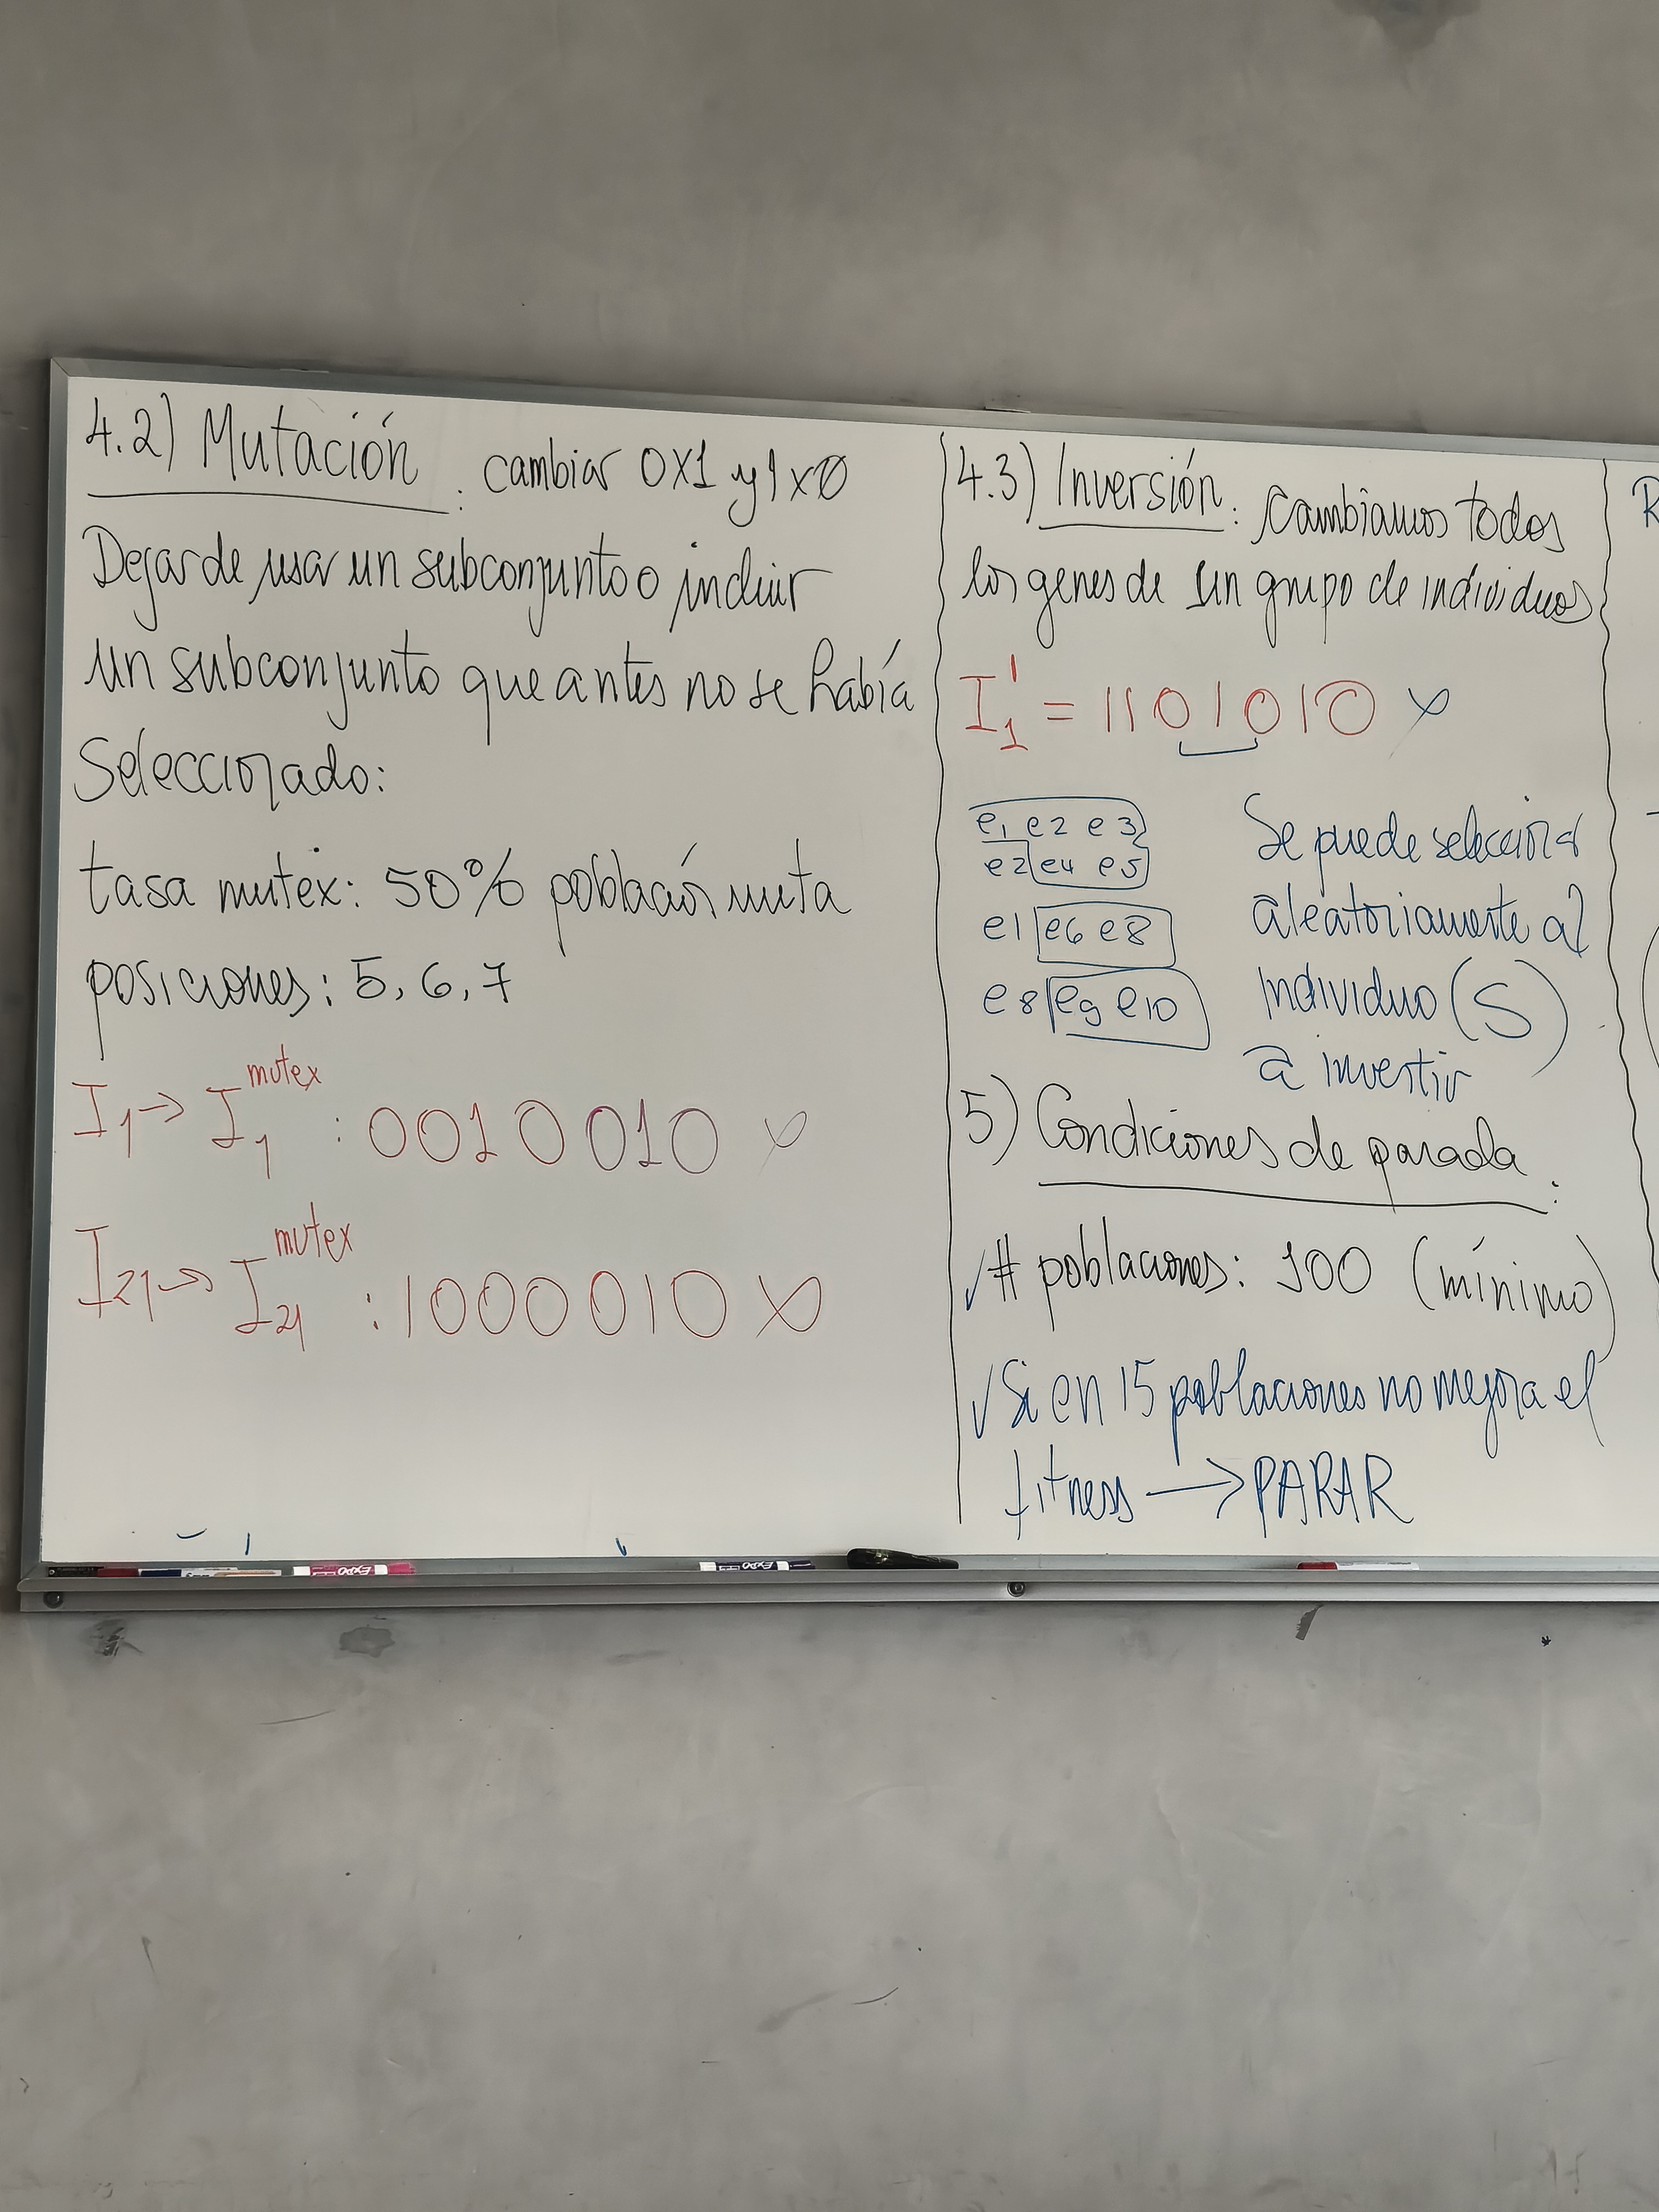 4.2) Mutación: cambiar 0x1 y 1x0
Dejar de usar un subconjunto o incluir
un subconjunto que antes no se había
Seleccionado:
tasa mutex: 50% población muta
posiciones: 5, 6, 7
I1 → I1 mutex : 0010010 x
I21 → I21 mutex : 1000010 x
4.3) Inversión: Cambiamos todos
los genes de un grupo de individuos
I1' = 1101010 x
e1 e2 e3
e2 e4 e5
e1 e6 e8
e8 e9 e10
Se puede seleccionar
aleatoriamente al
Individuo (S)
a invertir
5) Condiciones de parada:
✓ # poblaciones: 100 (mínimo)
✓ Si en 15 poblaciones no mejora el
fitness → PARAR
R
EXPO
EXPO